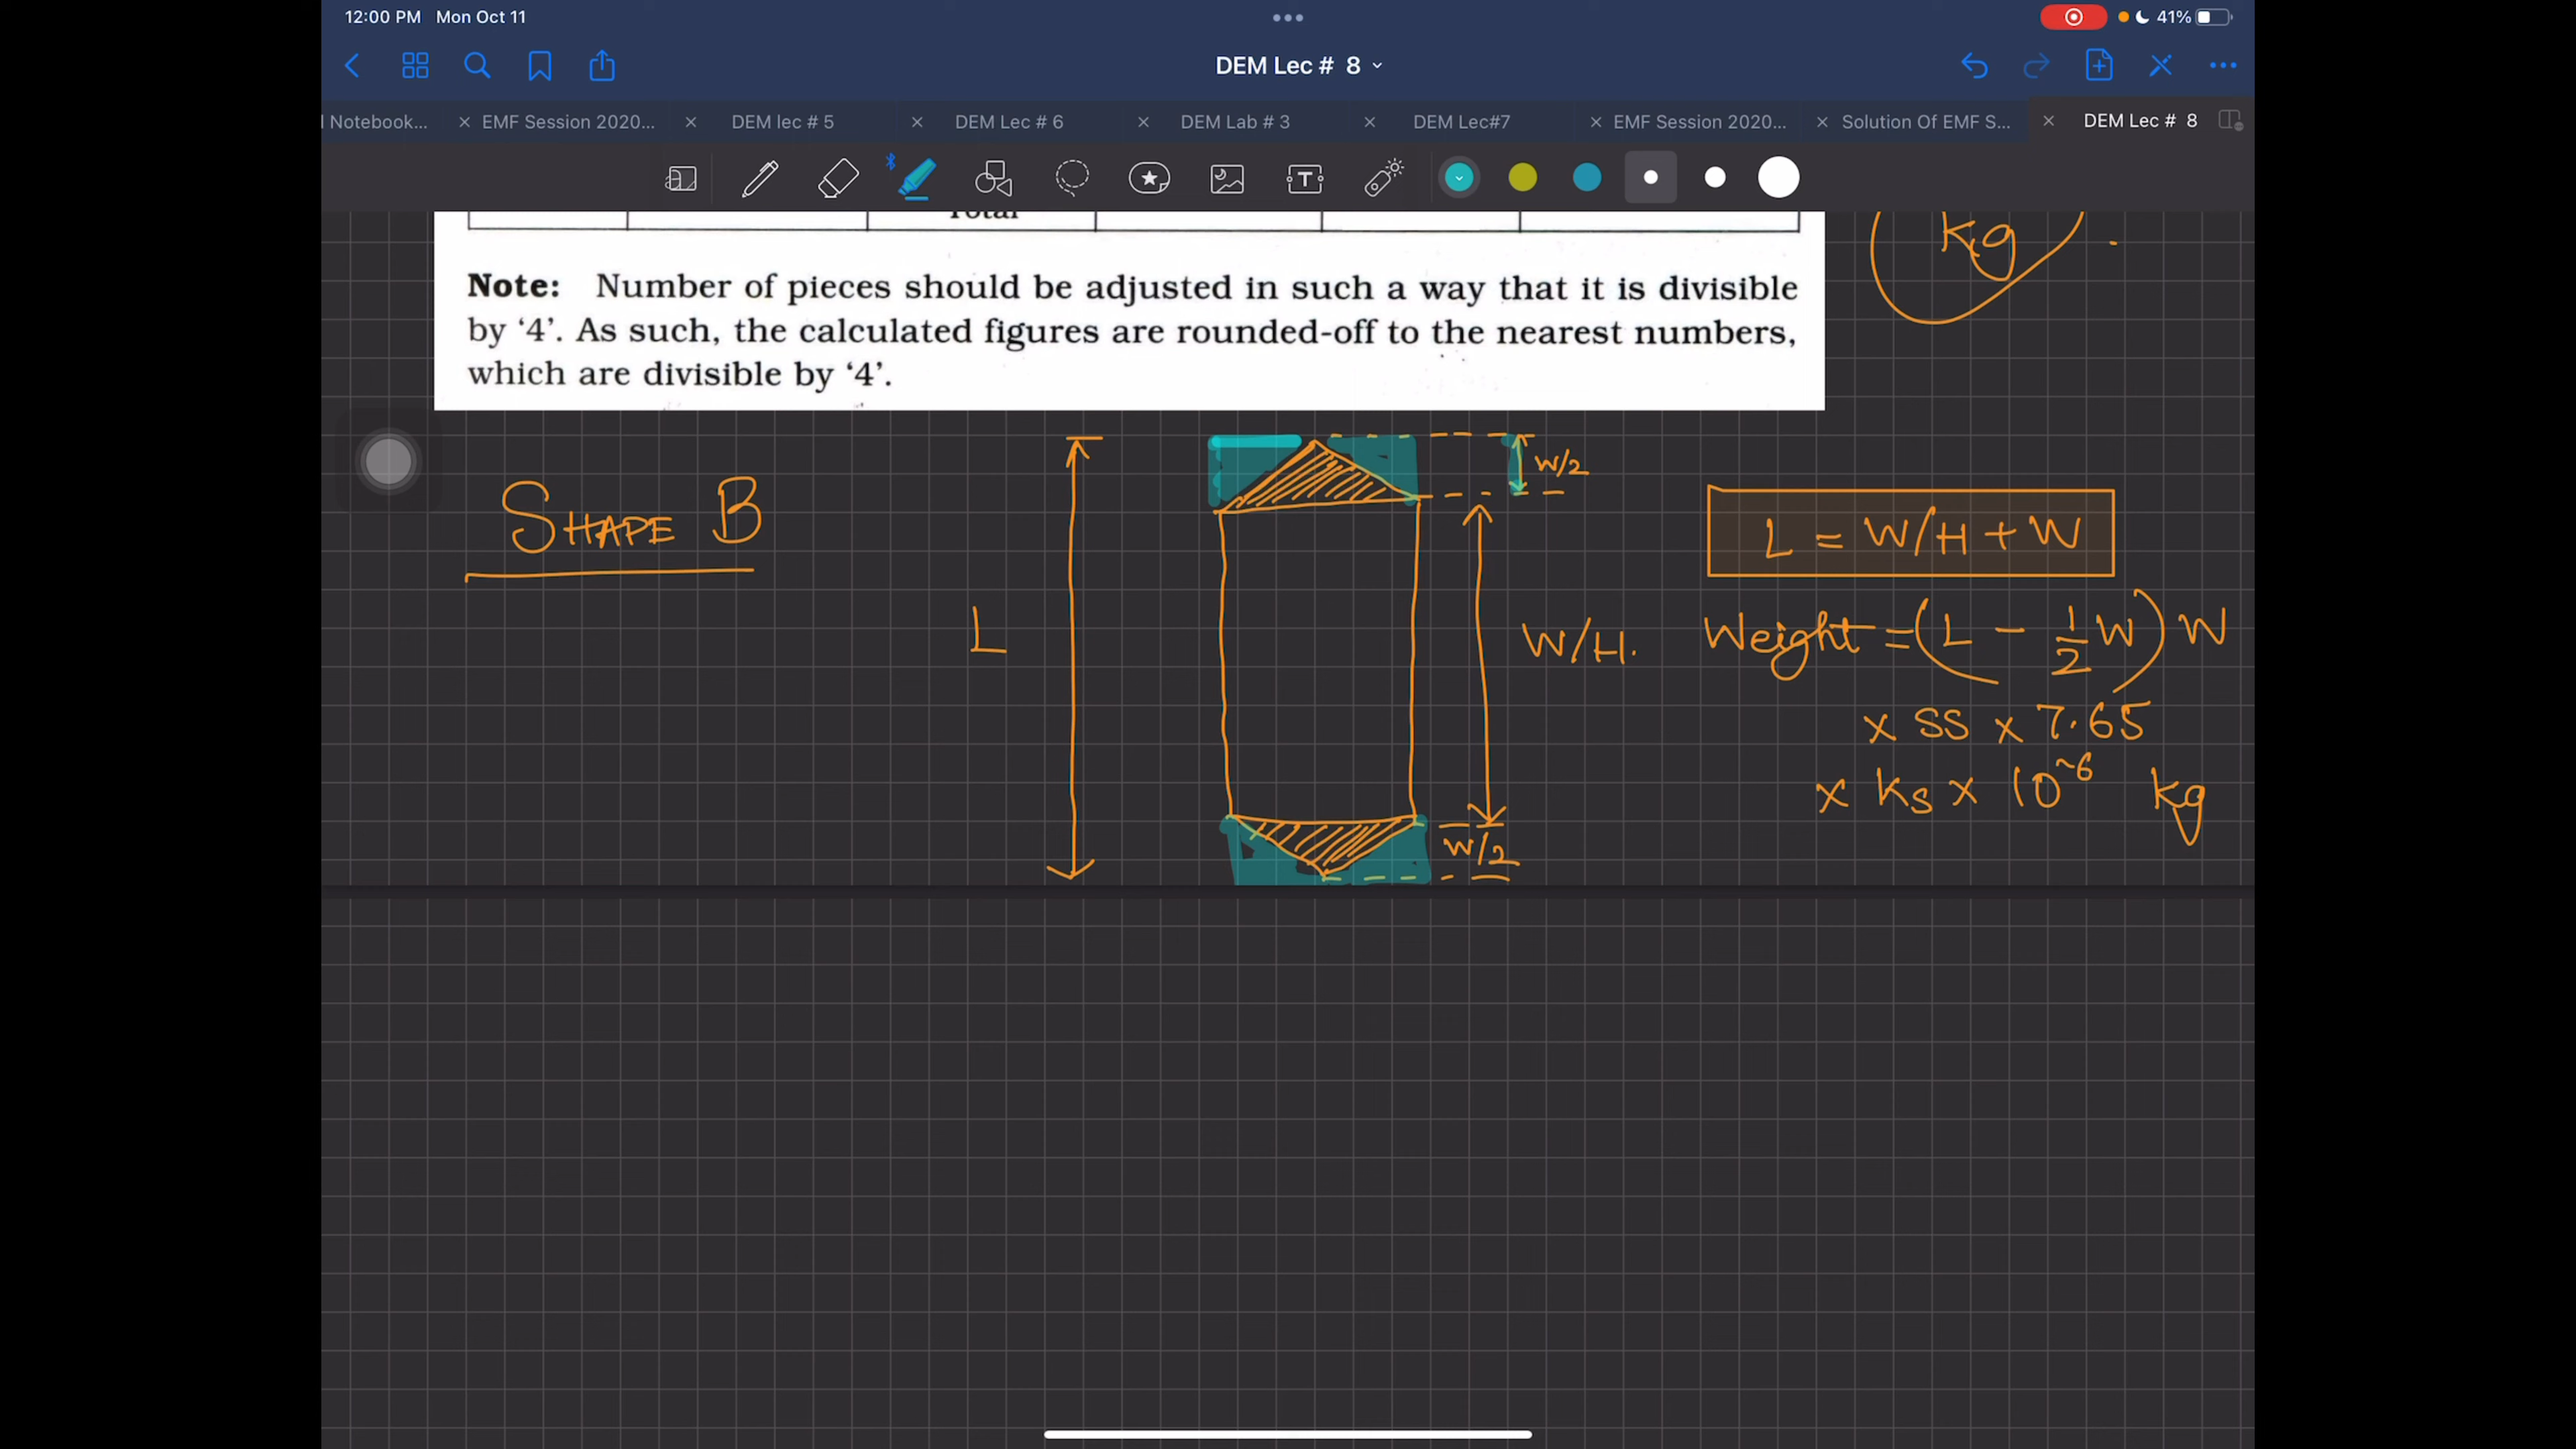 12:00 PM Mon Oct 11
41%
DEM Lec # 8
l Notebook...
EMF Session 2020...
DEM lec # 5
DEM Lec # 6
DEM Lab # 3
DEM Lec#7
EMF Session 2020...
Solution Of EMF S...
DEM Lec # 8
Total
kg
Note: Number of pieces should be adjusted in such a way that it is divisible
by ‘4’. As such, the calculated figures are rounded-off to the nearest numbers,
which are divisible by ‘4’.
SHAPE B
L
W/2
W/H.
W/2
L = W/H + W
Weight = (L - 1/2 W) W
x SS x 7.65
x Ks x 10^-6 kg